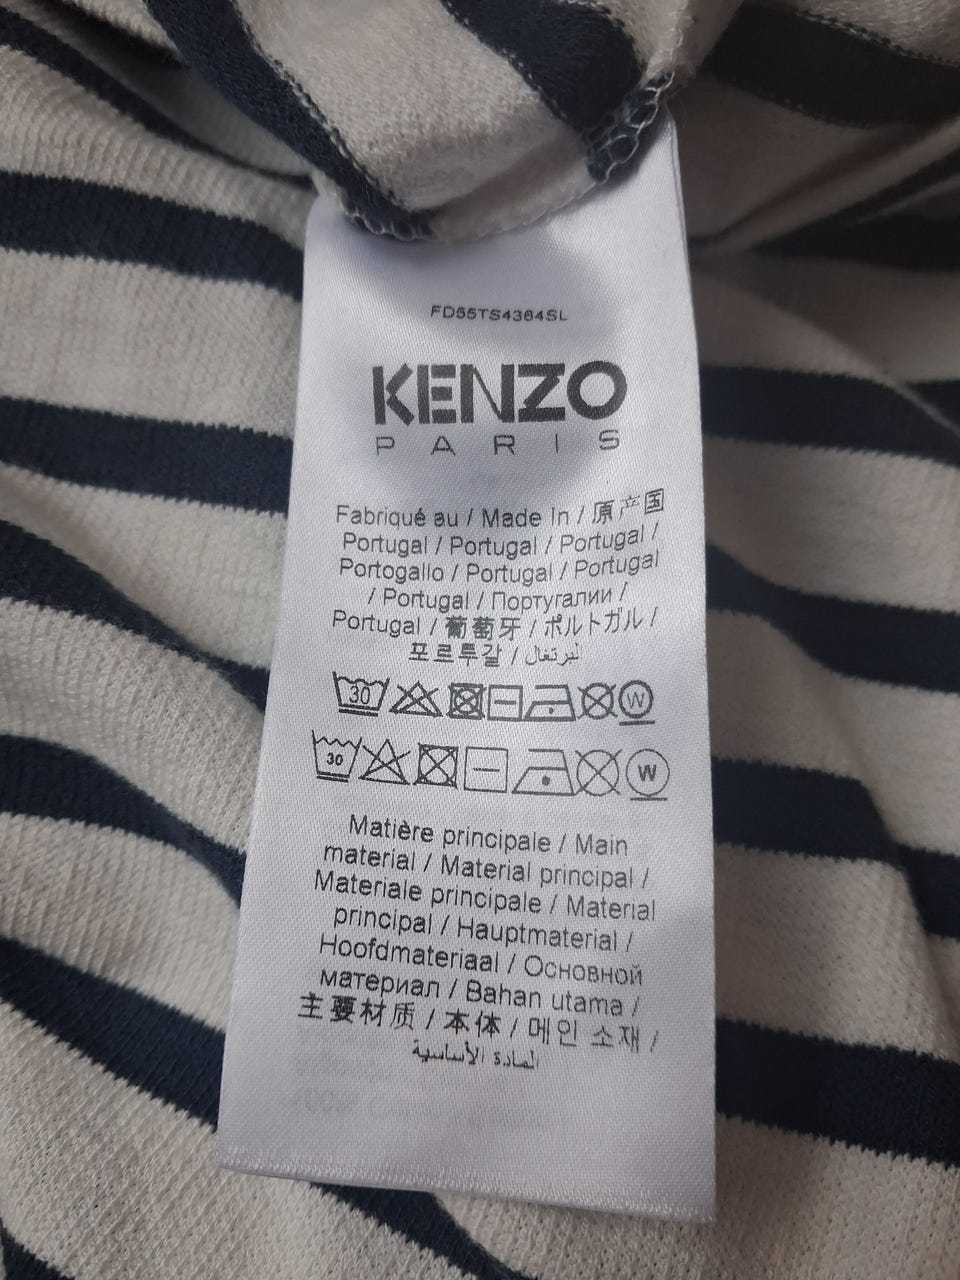 FD55TS4364SL
KENZO
PARIS
Fabriqué au / Made In / 原产国
Portugal / Portugal / Portugal /
Portogallo / Portugal / Portugal
/ Portugal / Португалии /
Portugal / 葡萄牙 / ポルトガル /
포르투갈 / لبرتغال
30 W
30 W
Matière principale / Main
material / Material principal /
Materiale principale / Material
principal / Hauptmaterial /
Hoofdmateriaal / Основной
материал / Bahan utama /
主要材质 / 本体 / 메인 소재 /
المادة الأساسية